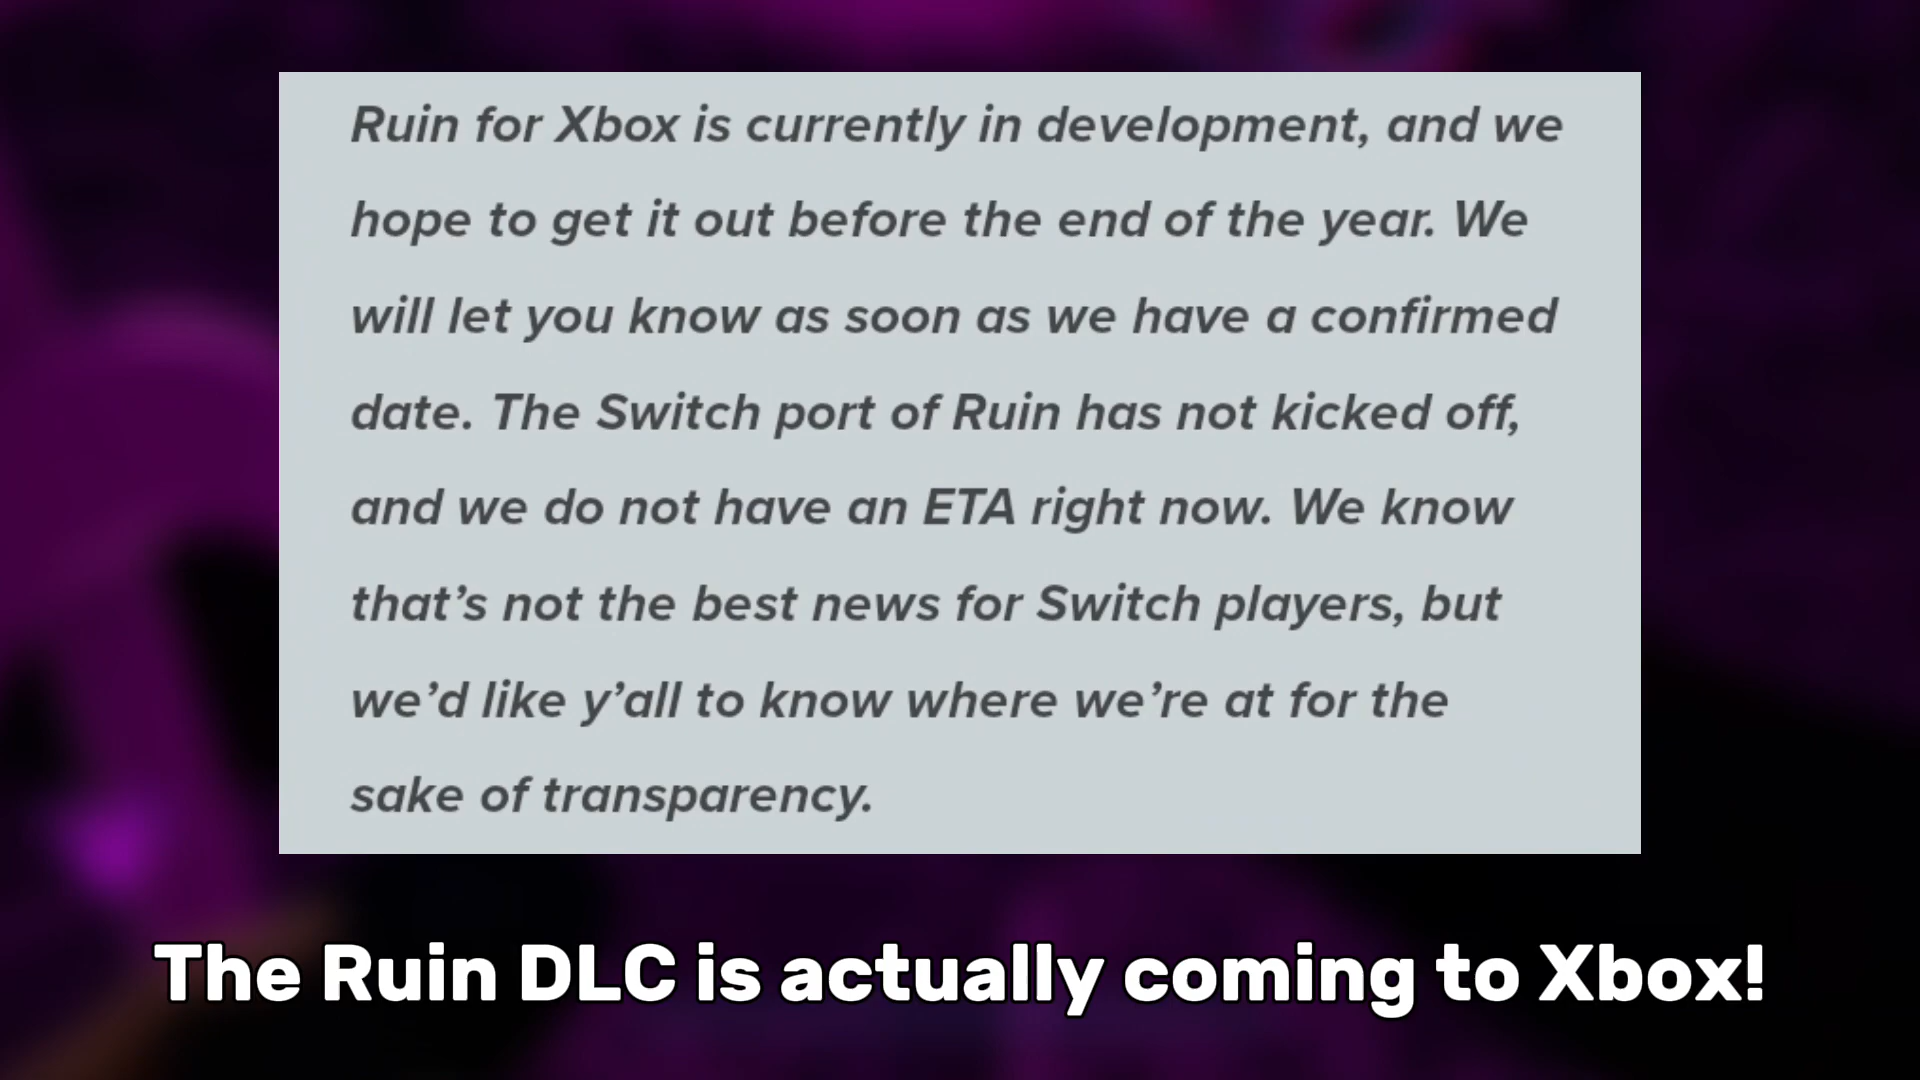 Ruin for Xbox is currently in development, and we
hope to get it out before the end of the year. We
will let you know as soon as we have a confirmed
date. The Switch port of Ruin has not kicked off,
and we do not have an ETA right now. We know
that’s not the best news for Switch players, but
we’d like y’all to know where we’re at for the
sake of transparency.
The Ruin DLC is actually coming to Xbox!